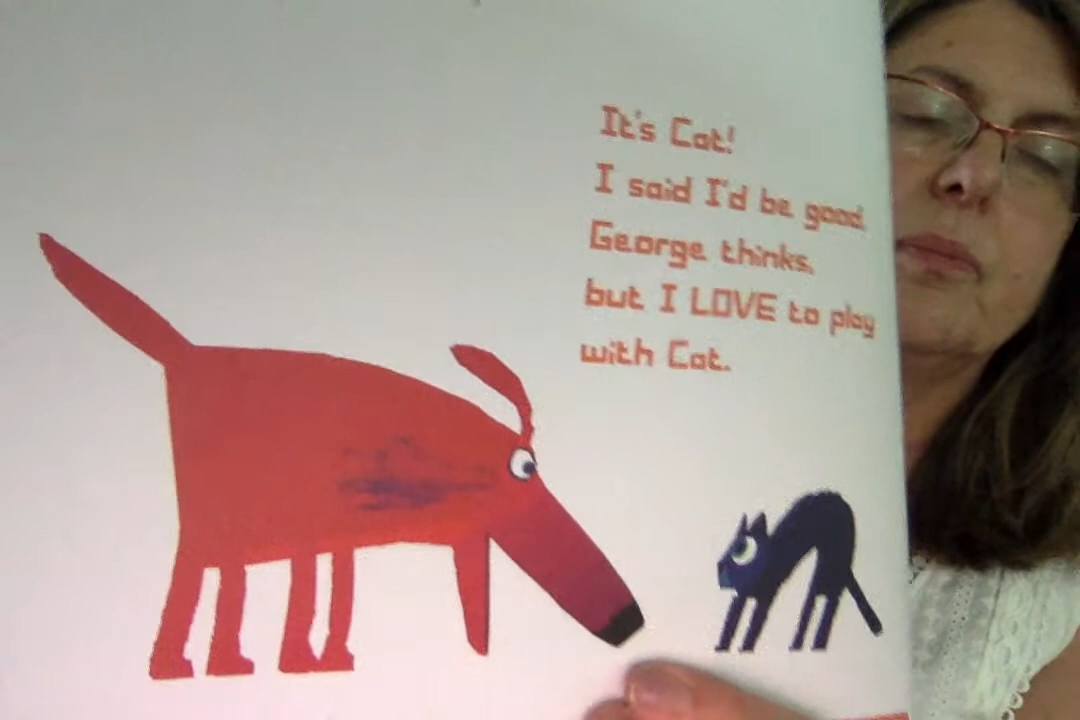 It's Cat!
I said I'd be good,
George thinks,
but I LOVE to play
with Cat.